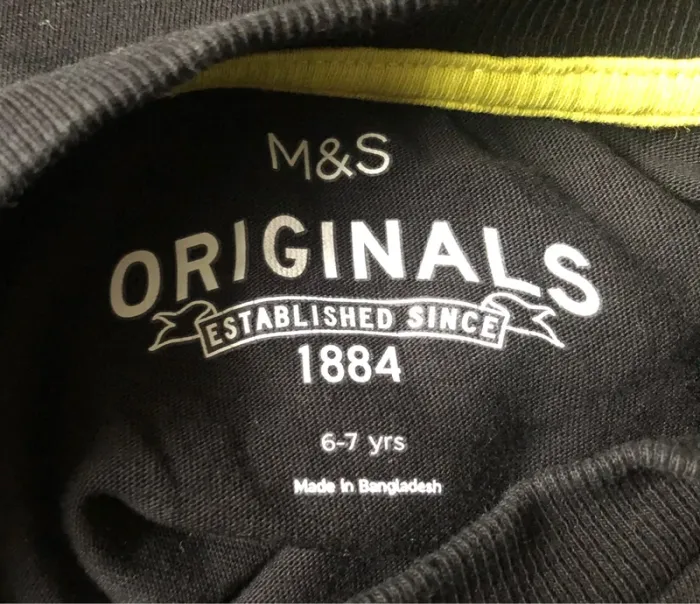 M&S
ORIGINALS
ESTABLISHED SINCE
1884
6-7 yrs
Made in Bangladesh